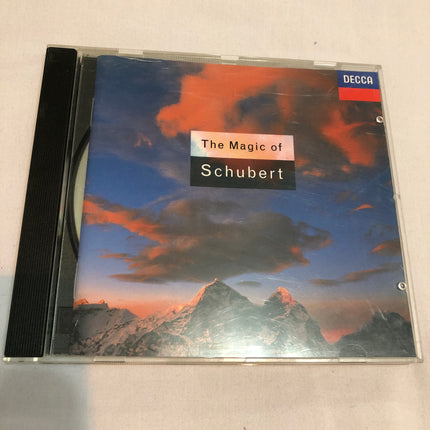 DECCA
The Magic of
Schubert